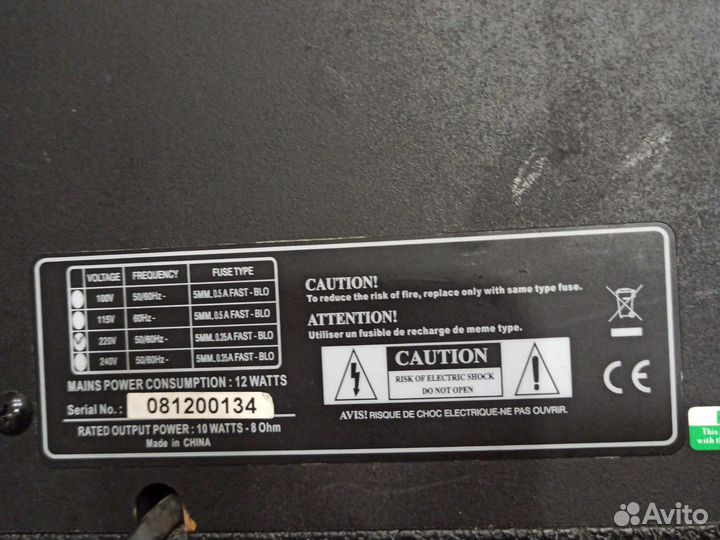 VOLTAGE FREQUENCY FUSE TYPE
100V 50/60Hz~ 5MM. 0.5 A FAST - BLO
115V 60Hz~ 5MM. 0.5 A FAST - BLO
220V 50/60Hz~ 5MM. 0.25A FAST - BLO
240V 50/60Hz~ 5MM. 0.25A FAST - BLO
MAINS POWER CONSUMPTION : 12 WATTS
Serial No. : 081200134
RATED OUTPUT POWER : 10 WATTS - 8 Ohm
Made in CHINA
CAUTION!
To reduce the risk of fire, replace only with same type fuse.
ATTENTION!
Utiliser un fusible de recharge de meme type.
CAUTION
RISK OF ELECTRIC SHOCK
DO NOT OPEN
AVIS! RISQUE DE CHOC ELECTRIQUE-NE PAS OUVRIR.
CE
This
with th
Avito